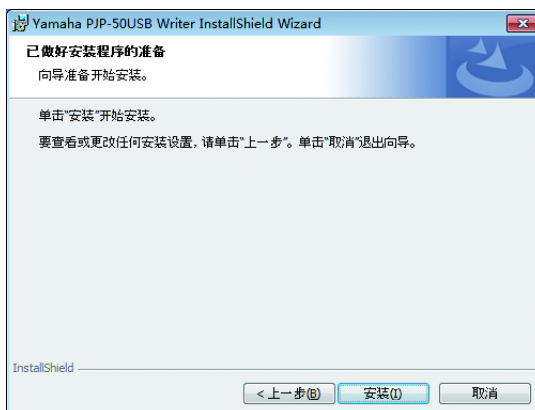 Yamaha PJP-50USB Writer InstallShield Wizard
已做好安装程序的准备
向导准备开始安装。
单击“安装”开始安装。
要查看或更改任何安装设置，请单击“上一步”。单击“取消”退出向导。
InstallShield
<上一步(B)
安装(I)
取消